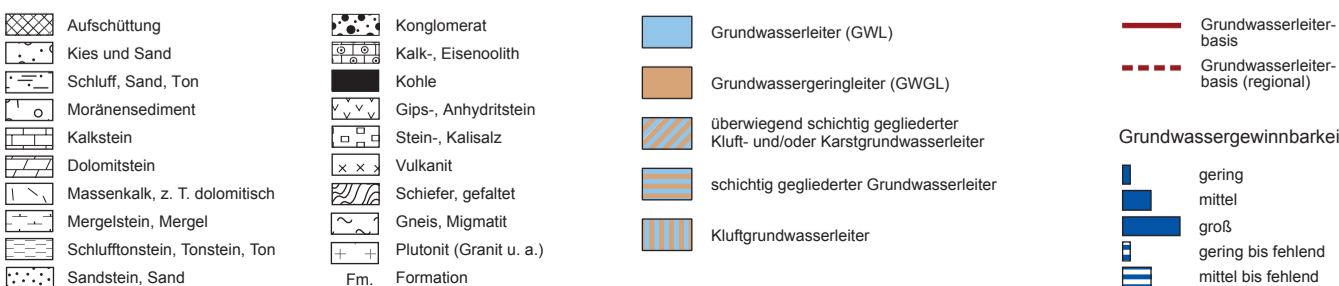 Aufschüttung
Kies und Sand
Schluff, Sand, Ton
Moränensediment
Kalkstein
Dolomitstein
Massenkalk, z. T. dolomitisch
Mergelstein, Mergel
Schlufftonstein, Tonstein, Ton
Sandstein, Sand
Konglomerat
Kalk-, Eisenoolith
Kohle
Gips-, Anhydritstein
Stein-, Kalisalz
Vulkanit
Schiefer, gefaltet
Gneis, Migmatit
Plutonit (Granit u. a.)
Fm. Formation
Grundwasserleiter (GWL)
Grundwassergeringleiter (GWGL)
überwiegend schichtig gegliederter
Kluft- und/oder Karstgrundwasserleiter
schichtig gegliederter Grundwasserleiter
Kluftgrundwasserleiter
Grundwasserleiter-
basis
Grundwasserleiter-
basis (regional)
Grundwassergewinnbarkei
gering
mittel
groß
gering bis fehlend
mittel bis fehlend